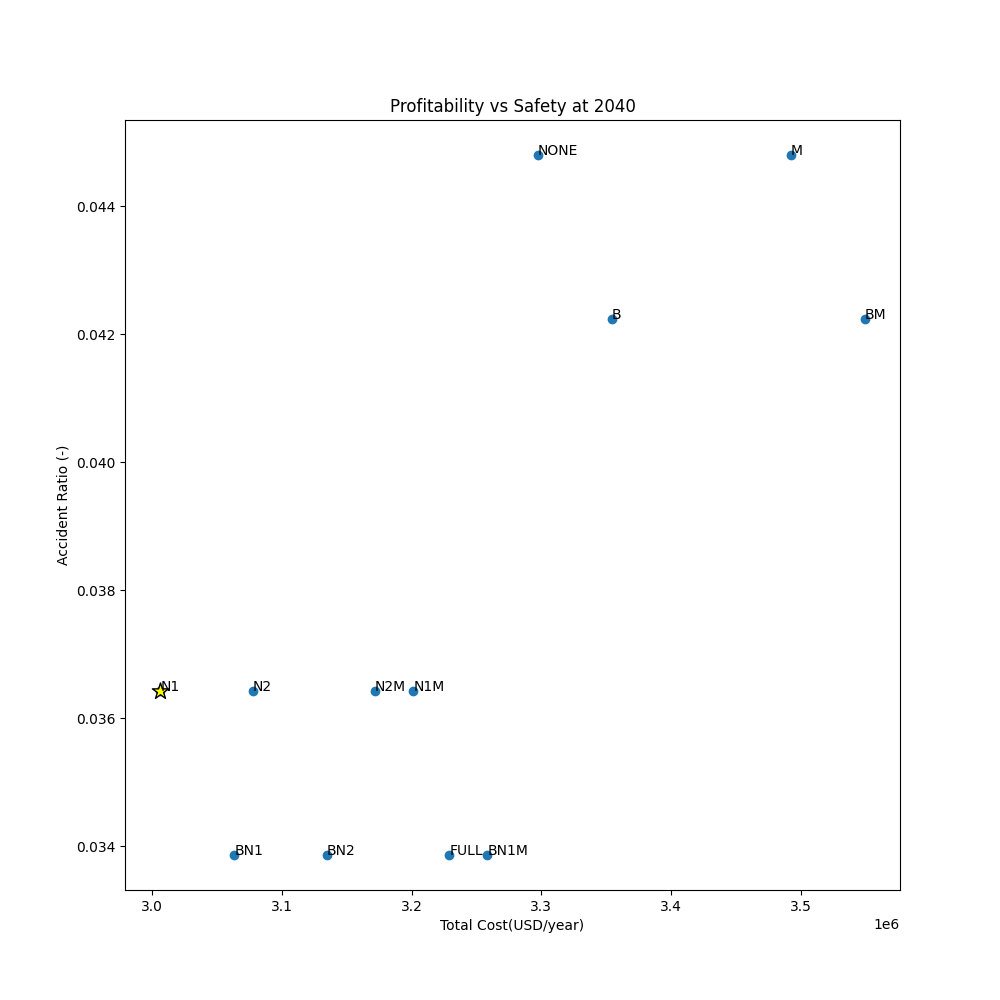 Profitability vs Safety at 2040
NONE
M
0.044
B
BM
0.042
0.040
Accident Ratio (-)
0.038
N1
N2
N2M
N1M
0.036
BN1
BN2
FULL
BN1M
0.034
3.0
3.1
3.2
3.3
3.4
3.5
1e6
Total Cost(USD/year)